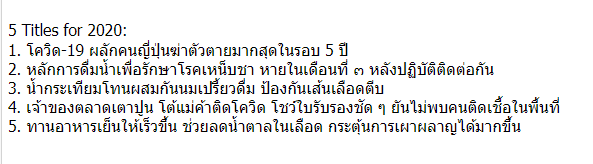 5 Titles for 2020:
1. โควิด-19 ผลักคนญี่ปุ่นฆ่าตัวตายมากสุดในรอบ 5 ปี
2. หลักการดื่มน้ำเพื่อรักษาโรคเหน็บชา หายในเดือนที่ ๓ หลังปฏิบัติติดต่อกัน
3. น้ำกระเทียมโทนผสมกันนมเปรี้ยวดื่ม ป้องกันเส้นเลือดตีบ
4. เจ้าของตลาดเตาปูน โต้แม่ค้าติดโควิด โชว์ใบรับรองชัด ๆ ยันไม่พบคนติดเชื้อในพื้นที่
5. ทานอาหารเย็นให้เร็วขึ้น ช่วยลดน้ำตาลในเลือด กระตุ้นการเผาผลาญได้มากขึ้น